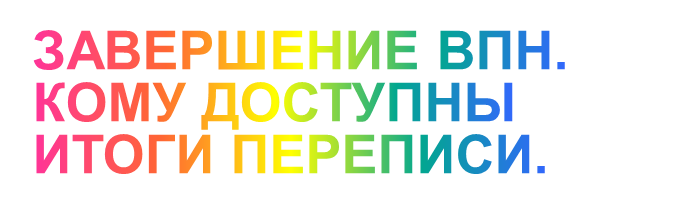 ЗАВЕРШЕНИЕ ВПН.
КОМУ ДОСТУПНЫ
ИТОГИ ПЕРЕПИСИ.